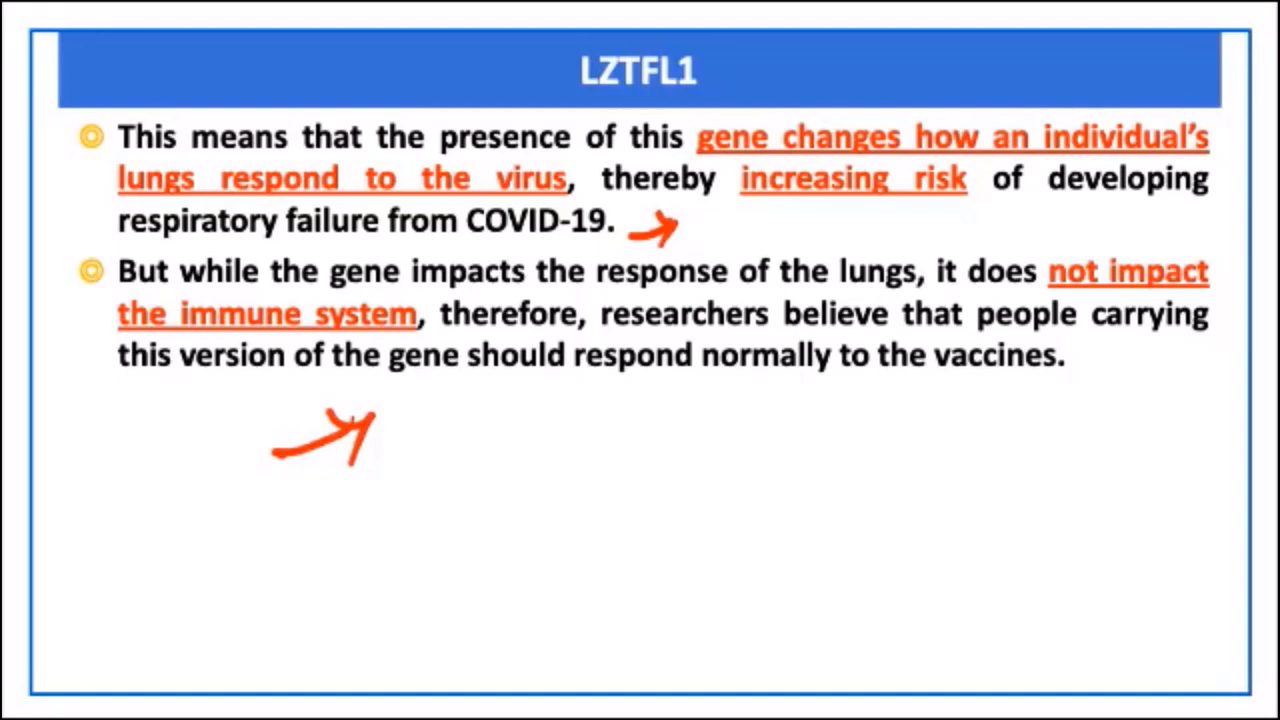 LZTFL1
This means that the presence of this gene changes how an individual's
lungs respond to the virus, thereby increasing risk of developing
respiratory failure from COVID-19.
But while the gene impacts the response of the lungs, it does not impact
the immune system, therefore, researchers believe that people carrying
this version of the gene should respond normally to the vaccines.